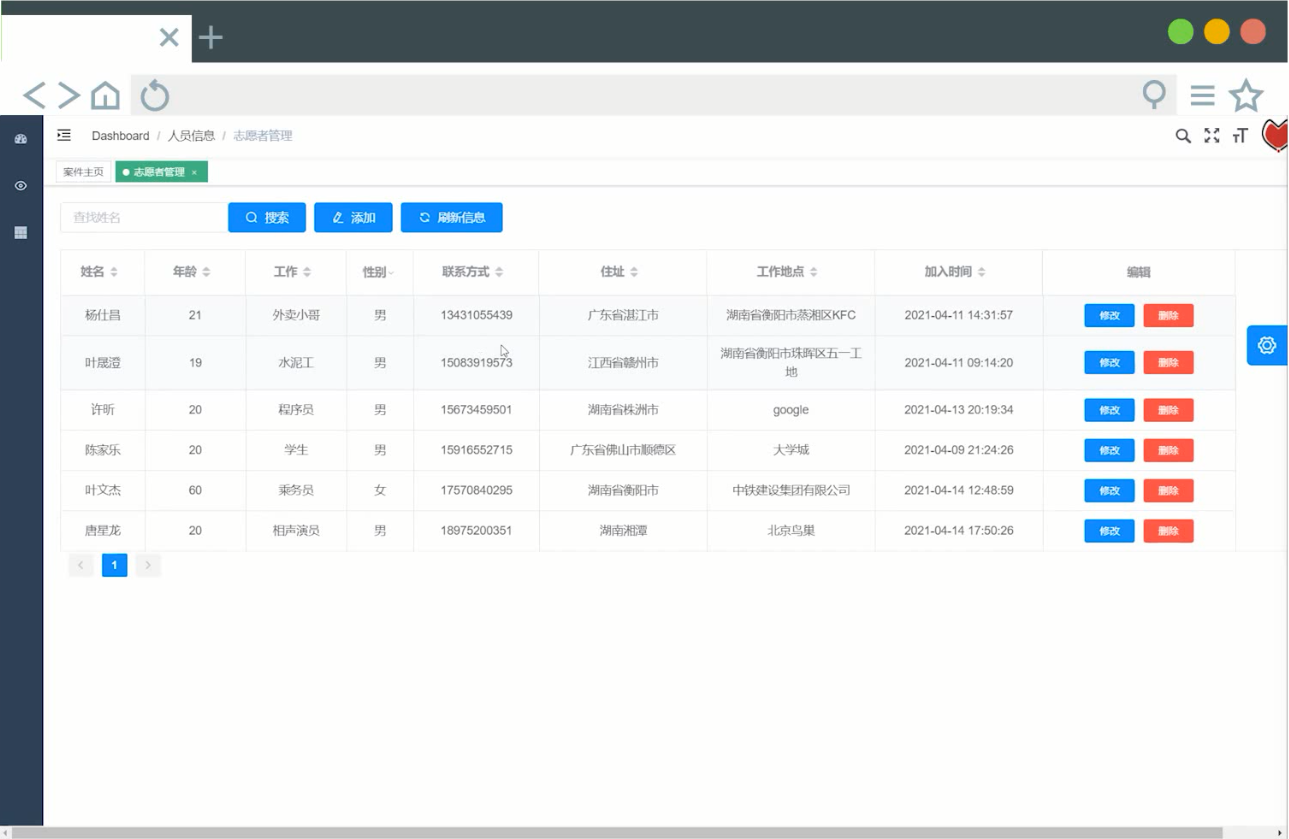 Dashboard / 人员信息 / 志愿者管理
案件主页 志愿者管理 ×
查找姓名 搜索 添加 刷新信息
姓名 年龄 工作 性别 联系方式 住址 工作地点 加入时间 编辑
杨仕昌 21 外卖小哥 男 13431055439 广东省湛江市 湖南省衡阳市蒸湘区KFC 2021-04-11 14:31:57 修改 删除
叶晟澄 19 水泥工 男 15083919573 江西省赣州市 湖南省衡阳市珠晖区五一工地 2021-04-11 09:14:20 修改 删除
许昕 20 程序员 男 15673459501 湖南省株洲市 google 2021-04-13 20:19:34 修改 删除
陈家乐 20 学生 男 15916552715 广东省佛山市顺德区 大学城 2021-04-09 21:24:26 修改 删除
叶文杰 60 乘务员 女 17570840295 湖南省衡阳市 中铁建设集团有限公司 2021-04-14 12:48:59 修改 删除
唐星龙 20 相声演员 男 18975200351 湖南湘潭 北京鸟巢 2021-04-14 17:50:26 修改 删除
1